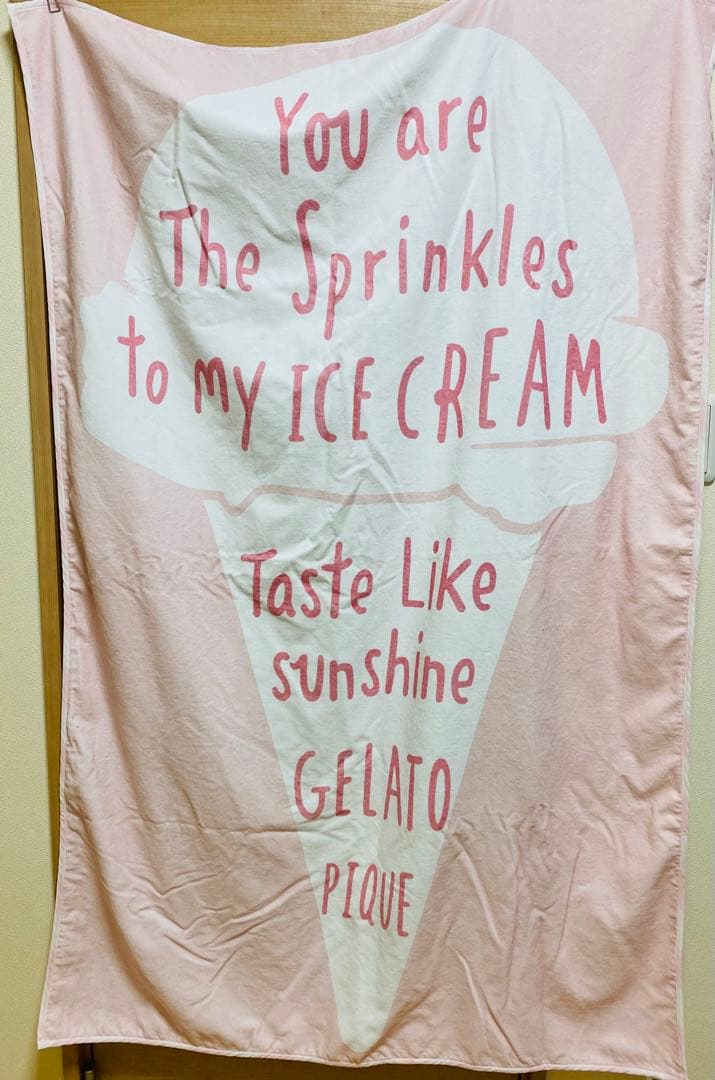 You are
The Sprinkles
to my ICE CREAM
Taste Like
sunshine
GELATO
PIQUE